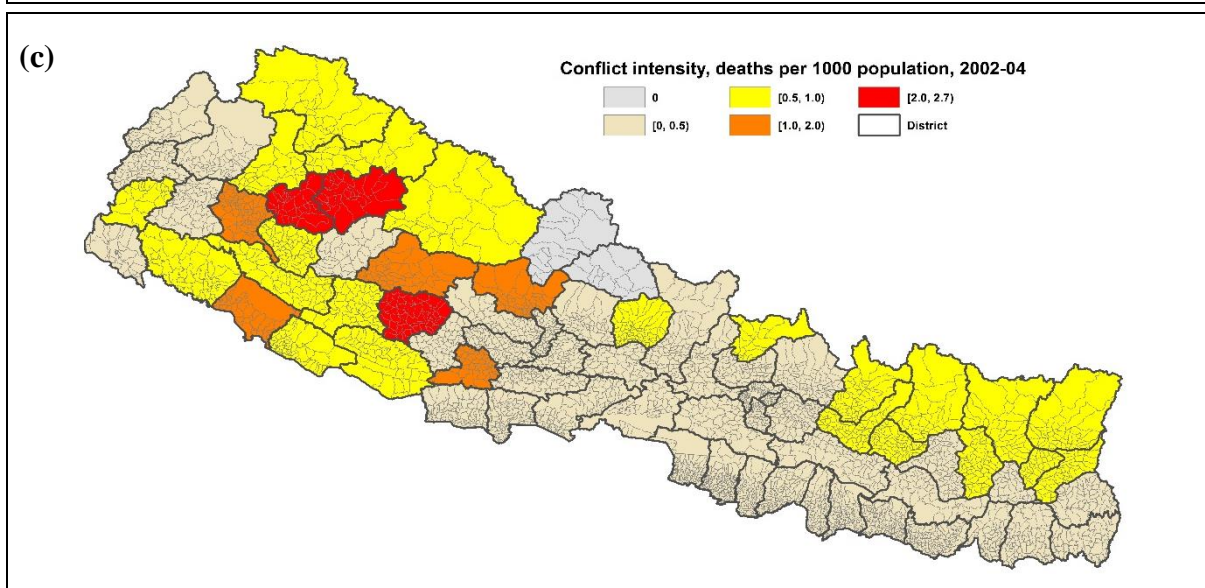 (c)
Conflict intensity, deaths per 1000 population, 2002-04
0 [0.5, 1.0) [2.0, 2.7)
[0, 0.5) [1.0, 2.0) District